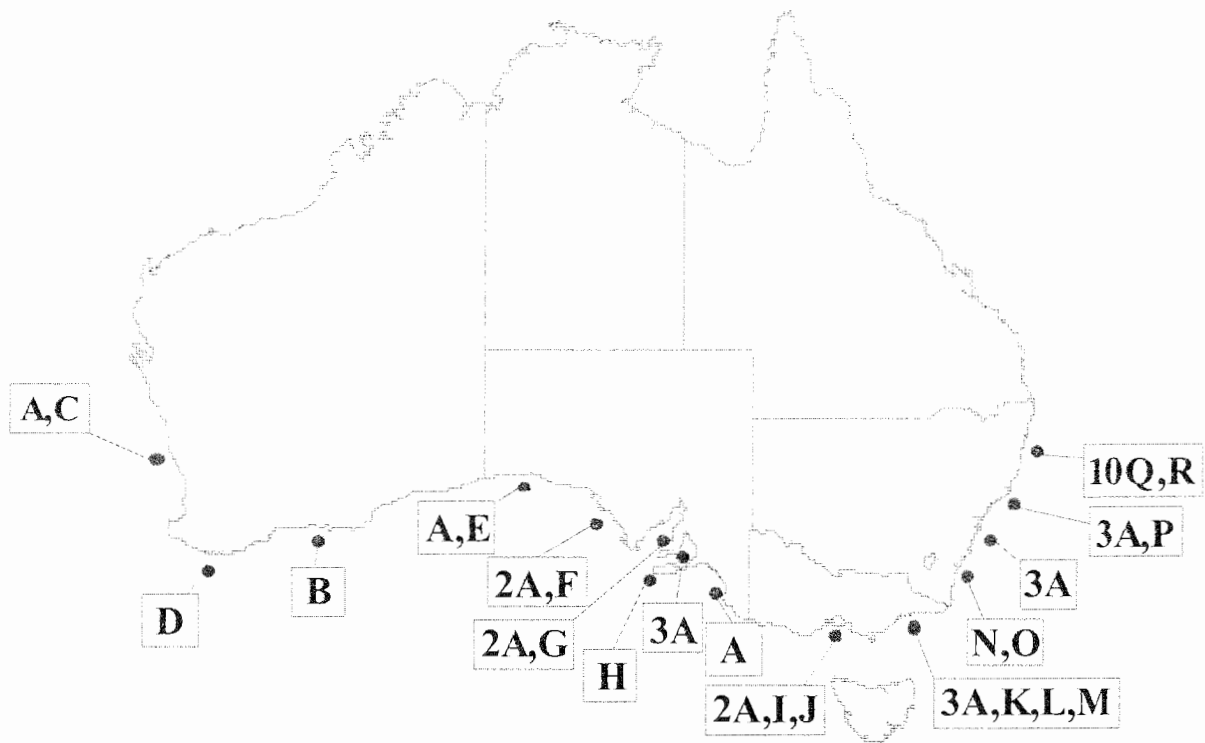 A,C
10Q,R
A,E
3A,P
2A,F
B
3A
D
2A,G
3A
A
N,O
H
2A,I,J
3A,K,L,M